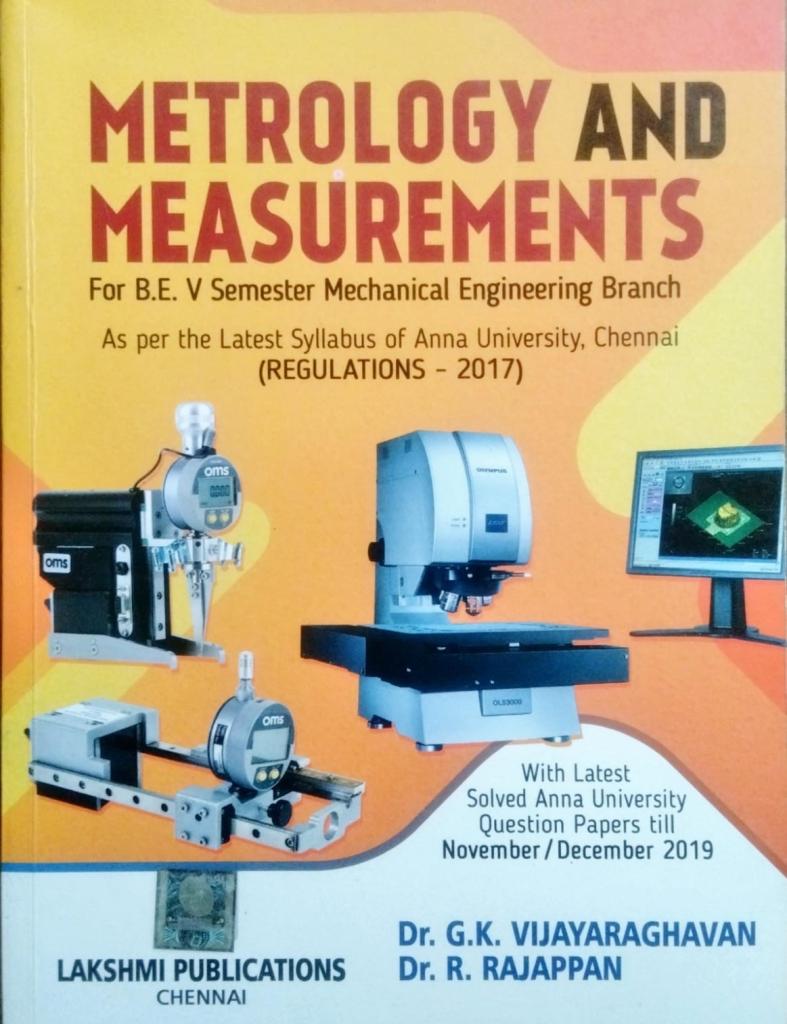 METROLOGY AND
MEASUREMENTS
For B.E. V Semester Mechanical Engineering Branch
As per the Latest Syllabus of Anna University, Chennai
(REGULATIONS - 2017)
oms
OLYMPUS
oms
oms
OLS3000
With Latest
Solved Anna University
Question Papers till
November/December 2019
Dr. G.K. VIJAYARAGHAVAN
Dr. R. RAJAPPAN
LAKSHMI PUBLICATIONS
CHENNAI